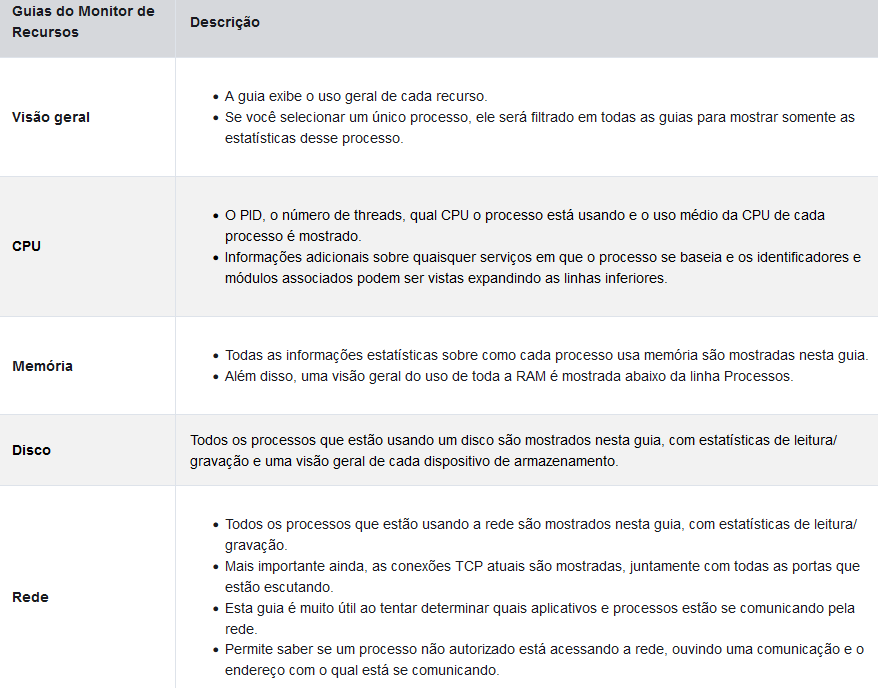 Guias do Monitor de
Recursos
Descrição
Visão geral
• A guia exibe o uso geral de cada recurso.
• Se você selecionar um único processo, ele será filtrado em todas as guias para mostrar somente as
estatísticas desse processo.
CPU
• O PID, o número de threads, qual CPU o processo está usando e o uso médio da CPU de cada
processo é mostrado.
• Informações adicionais sobre quaisquer serviços em que o processo se baseia e os identificadores e
módulos associados podem ser vistas expandindo as linhas inferiores.
Memória
• Todas as informações estatísticas sobre como cada processo usa memória são mostradas nesta guia.
• Além disso, uma visão geral do uso de toda a RAM é mostrada abaixo da linha Processos.
Disco
Todos os processos que estão usando um disco são mostrados nesta guia, com estatísticas de leitura/
gravação e uma visão geral de cada dispositivo de armazenamento.
Rede
• Todos os processos que estão usando a rede são mostrados nesta guia, com estatísticas de leitura/
gravação.
• Mais importante ainda, as conexões TCP atuais são mostradas, juntamente com todas as portas que
estão escutando.
• Esta guia é muito útil ao tentar determinar quais aplicativos e processos estão se comunicando pela
rede.
• Permite saber se um processo não autorizado está acessando a rede, ouvindo uma comunicação e o
endereço com o qual está se comunicando.